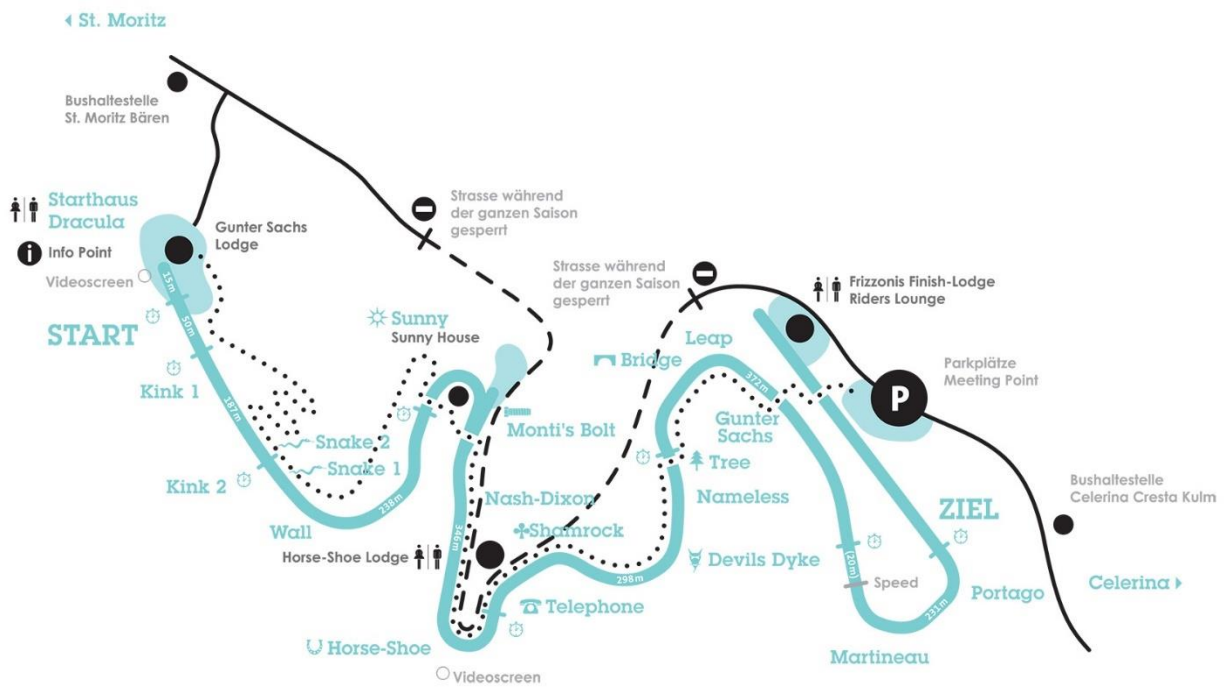 St. Moritz
Bushaltestelle
St. Moritz Bären
Starthaus
Dracula
i Info Point
Videoscreen
Gunter Sachs
Lodge
Strasse während
der ganzen Saison
gesperrt
Strasse während
der ganzen Saison
gesperrt
START
15m
50m
Kink 1
187m
Snake 2
Snake 1
Kink 2
Wall
238m
Sunny
Sunny House
Monti's Bolt
Nash-Dixon
346m
Shamrock
Horse-Shoe Lodge
Telephone
Horse-Shoe
Videoscreen
298m
Devils Dyke
Nameless
Tree
Bridge
Leap
372m
Gunter
Sachs
Frizzonis Finish-Lodge
Riders Lounge
Parkplätze
Meeting Point
P
Bushaltestelle
Celerina Cresta Kulm
ZIEL
(20m)
Speed
231m
Portago
Martineau
Celerina